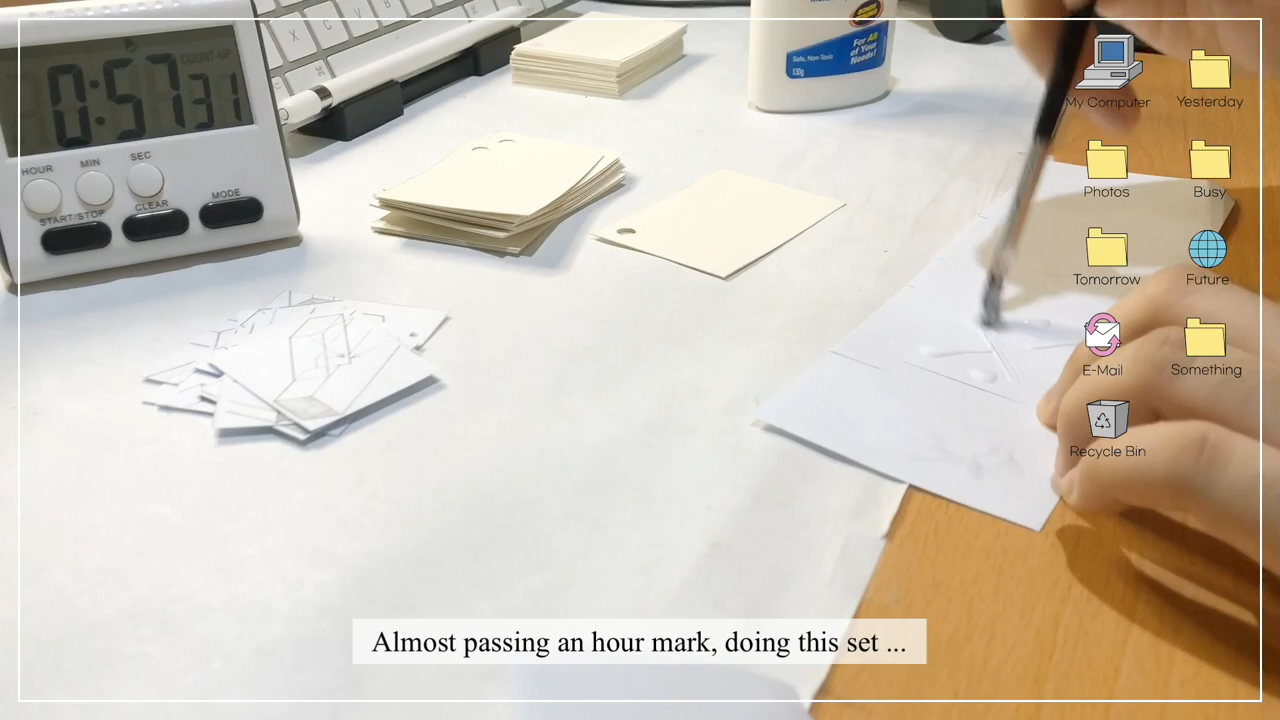 COUNT-UP
0:57 31
HOUR
MIN
SEC
START/STOP
CLEAR
MODE
X
C
V
For All
of Your
Needs!
Safe, Non-Toxic
130g
My Computer
Yesterday
Photos
Busy
Tomorrow
Future
E-Mail
Something
Recycle Bin
Almost passing an hour mark, doing this set ...